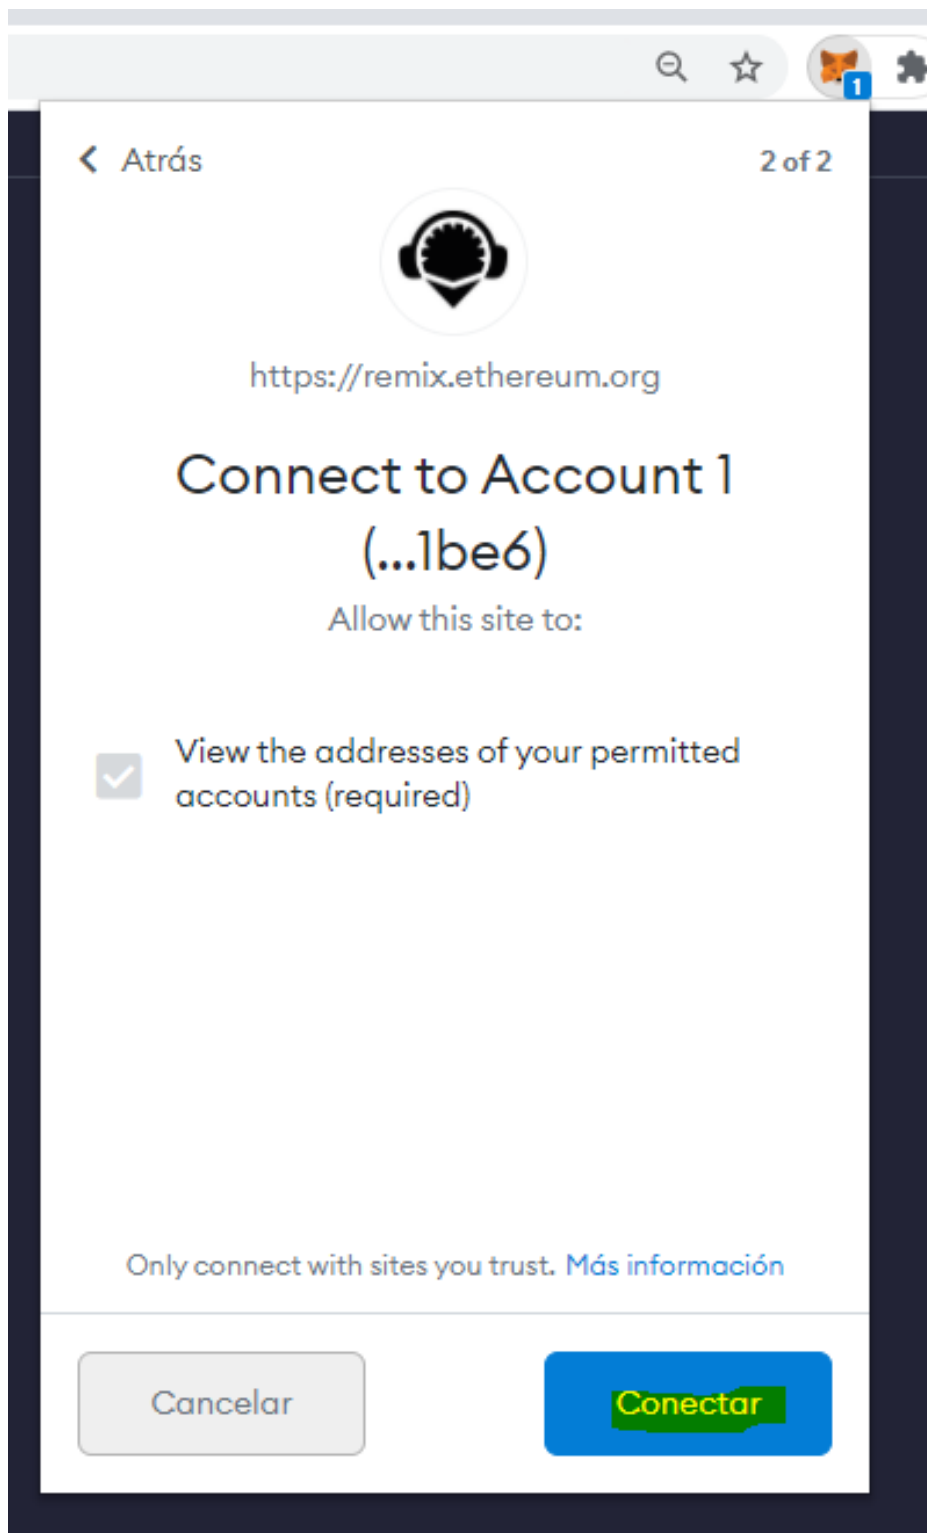 1
Atrás
2 of 2
https://remix.ethereum.org
Connect to Account 1
(...1be6)
Allow this site to:
View the addresses of your permitted
accounts (required)
Only connect with sites you trust. Más información
Cancelar
Conectar